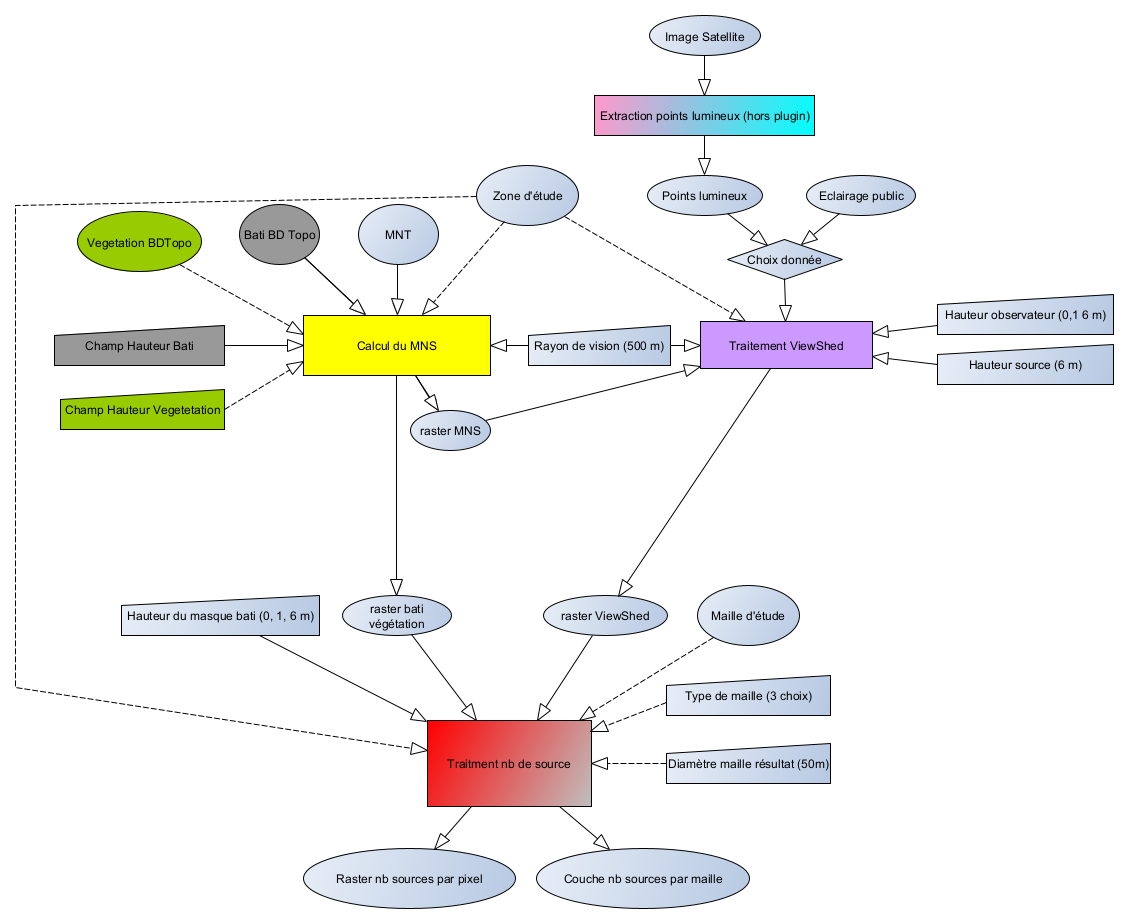 Image Satellite
Extraction points lumineux (hors plugin)
Zone d'étude
Points lumineux
Eclairage public
Vegetation BDTopo
Bati BD Topo
MNT
Choix donnée
Hauteur observateur (0,1 6 m)
Champ Hauteur Bati
Calcul du MNS
Rayon de vision (500 m)
Traitement ViewShed
Hauteur source (6 m)
Champ Hauteur Vegetetation
raster MNS
Hauteur du masque bati (0, 1, 6 m)
raster bati
végétation
raster ViewShed
Maille d'étude
Type de maille (3 choix)
Traitment nb de source
Diamètre maille résultat (50m)
Raster nb sources par pixel
Couche nb sources par maille